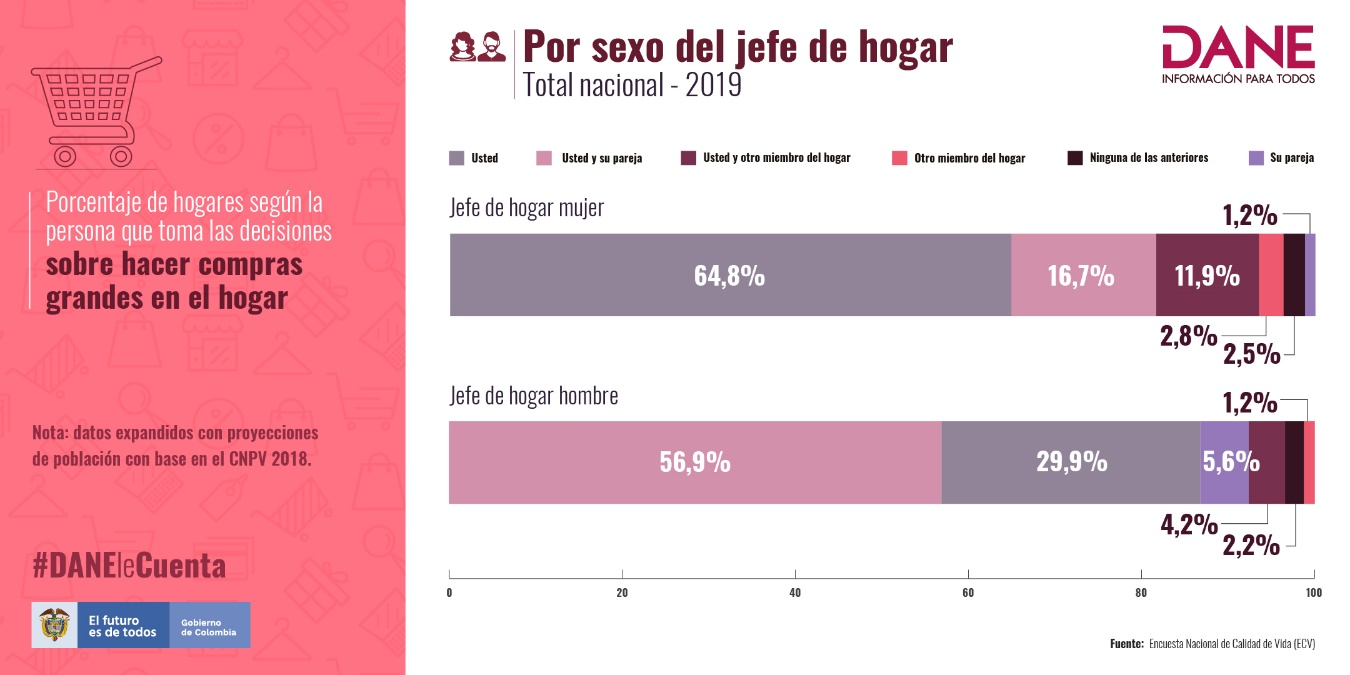 Porcentaje de hogares según la
persona que toma las decisiones
sobre hacer compras
grandes en el hogar
Nota: datos expandidos con proyecciones
de población con base en el CNPV 2018.
#DANEleCuenta
El futuro
es de todos
Gobierno
de Colombia
Por sexo del jefe de hogar
Total nacional - 2019
DANE
INFORMACIÓN PARA TODOS
Usted
Usted y su pareja
Usted y otro miembro del hogar
Otro miembro del hogar
Ninguna de las anteriores
Su pareja
Jefe de hogar mujer
1,2%
64,8%
16,7%
11,9%
2,8%
2,5%
Jefe de hogar hombre
1,2%
56,9%
29,9%
5,6%
4,2%
2,2%
0 20 40 60 80 100
Fuente: Encuesta Nacional de Calidad de Vida (ECV)